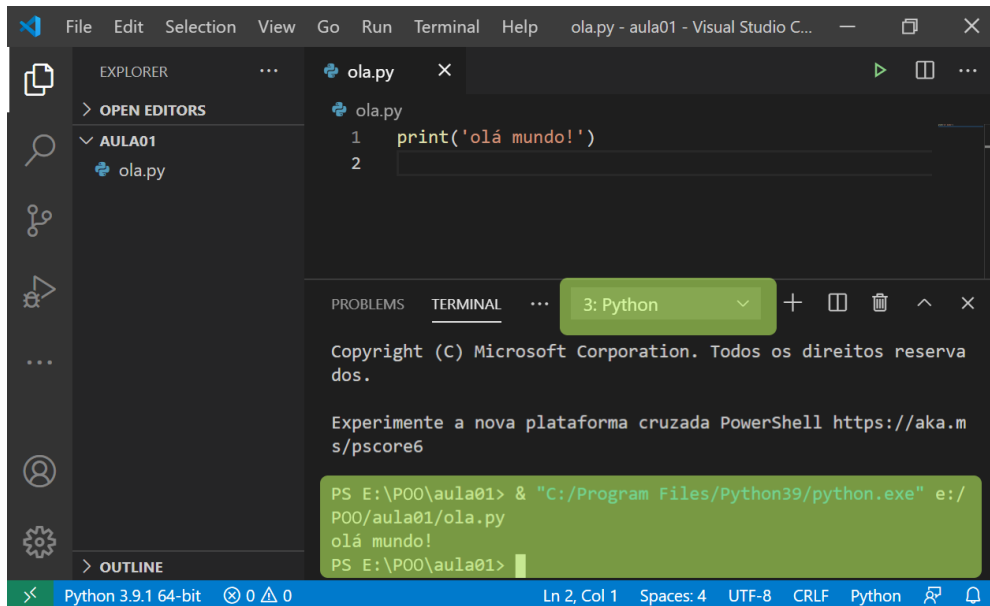 File Edit Selection View Go Run Terminal Help ola.py - aula01 - Visual Studio C...
EXPLORER
OPEN EDITORS
AULA01
ola.py
ola.py
ola.py
1 print('olá mundo!')
2
PROBLEMS TERMINAL ... 3: Python
Copyright (C) Microsoft Corporation. Todos os direitos reserva
dos.
Experimente a nova plataforma cruzada PowerShell https://aka.m
s/pscore6
PS E:\POO\aula01> & "C:/Program Files/Python39/python.exe" e:/
POO/aula01/ola.py
olá mundo!
PS E:\POO\aula01>
OUTLINE
Python 3.9.1 64-bit 0 0 Ln 2, Col 1 Spaces: 4 UTF-8 CRLF Python